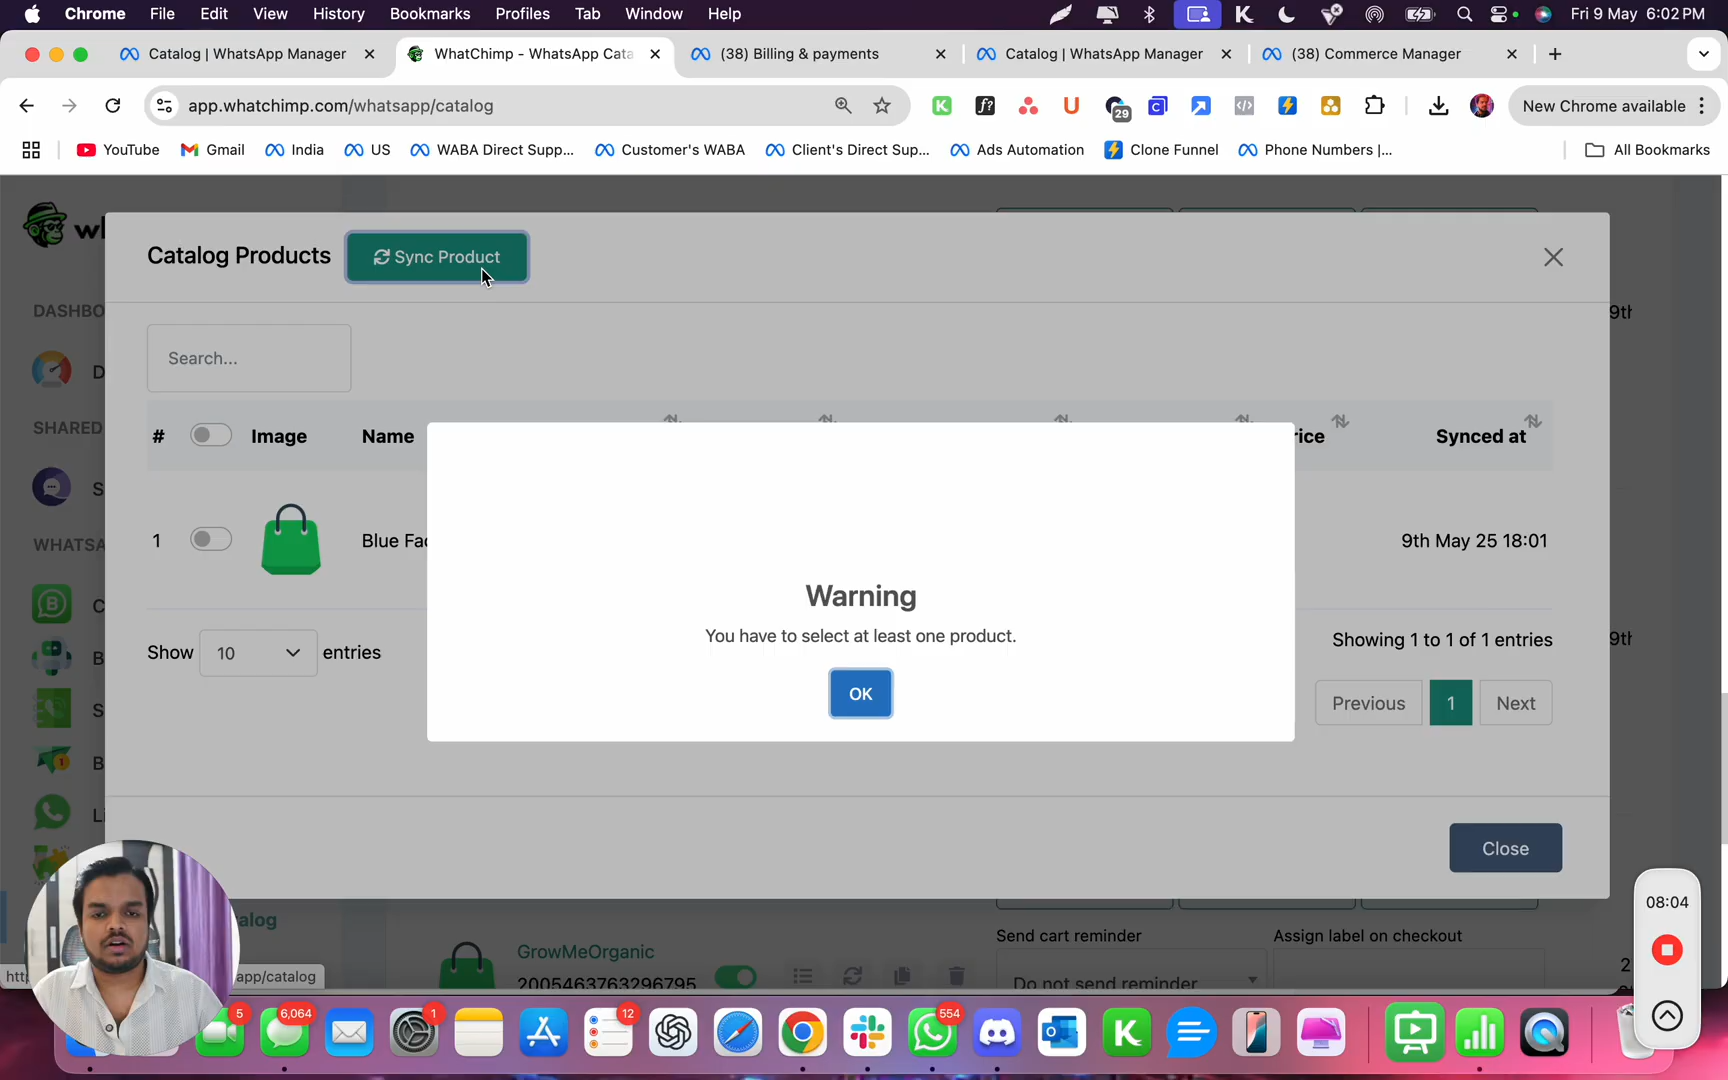 Chrome File Edit View History Bookmarks Profiles Tab Window Help Fri 9 May 6:02 PM
Catalog | WhatsApp Manager WhatChimp - WhatsApp Cata (38) Billing & payments Catalog | WhatsApp Manager (38) Commerce Manager
app.whatchimp.com/whatsapp/catalog 29 New Chrome available
YouTube Gmail India US WABA Direct Supp... Customer's WABA Client's Direct Sup... Ads Automation Clone Funnel Phone Numbers |... All Bookmarks
Catalog Products Sync Product
DASHBO
9th
Search...
D
SHARED
# Image Name rice Synced at
S
WHATSA
1 Blue Fac 9th May 25 18:01
Warning
C
You have to select at least one product.
Show 10 entries Showing 1 to 1 of 1 entries 9th
B
OK
S
Previous 1 Next
B
Li
Close
08:04
alog
Send cart reminder Assign label on checkout
GrowMeOrganic
2005463763296795
Do not send reminder
2
app/catalog
5 6,064 1 12 554